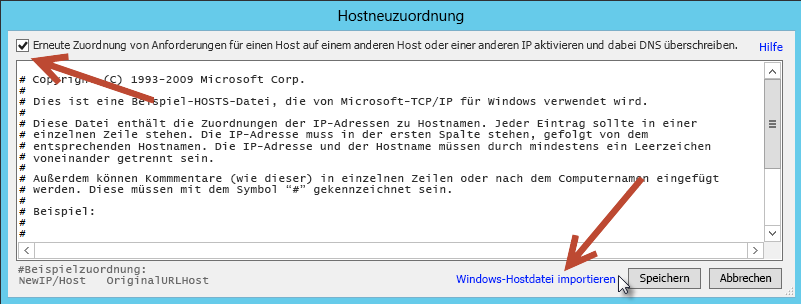 Hostneuzuordnung
Erneute Zuordnung von Anforderungen für einen Host auf einem anderen Host oder einer anderen IP aktivieren und dabei DNS überschreiben.
Hilfe
# (C) 1993-2009 Microsoft Corp.
#
# Dies ist eine Beispiel-HOSTS-Datei, die von Microsoft-TCP/IP für Windows verwendet wird.
#
# Diese Datei enthält die Zuordnungen der IP-Adressen zu Hostnamen. Jeder Eintrag sollte in einer
# einzelnen Zeile stehen. Die IP-Adresse muss in der ersten Spalte stehen, gefolgt von dem
# entsprechenden Hostnamen. Die IP-Adresse und der Hostname müssen durch mindestens ein Leerzeichen
# voneinander getrennt sein.
#
# Außerdem können Kommmentare (wie dieser) in einzelnen Zeilen oder nach dem Computernamen eingefügt
# werden. Diese müssen mit dem Symbol “#” gekennzeichnet sein.
#
# Beispiel:
#
#
#Beispielzuordnung:
NewIP/Host OriginalURLHost
Windows-Hostdatei importieren
Speichern
Abbrechen